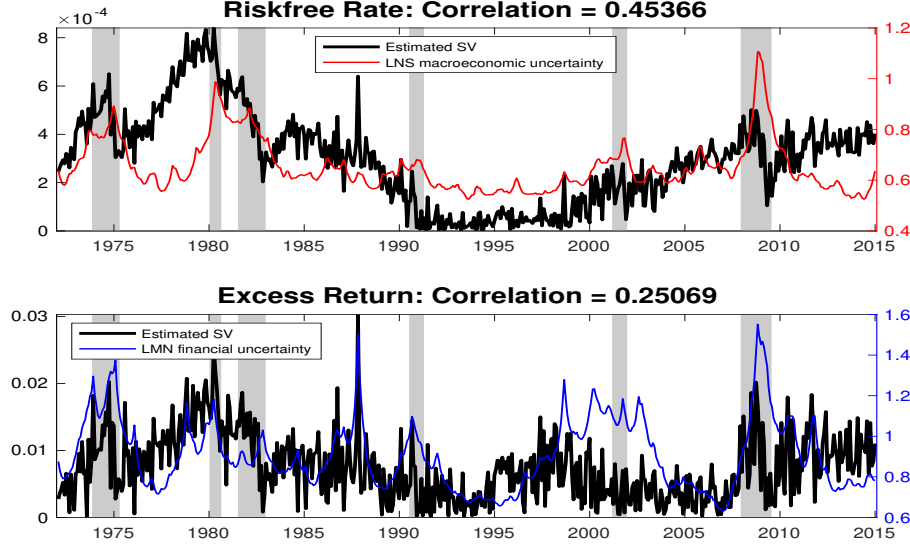 Riskfree Rate: Correlation = 0.45366
×10⁻⁴
8
6
4
2
0
1.2
1
0.8
0.6
0.4
Estimated SV
LNS macroeconomic uncertainty
1975 1980 1985 1990 1995 2000 2005 2010 2015
Excess Return: Correlation = 0.25069
0.03
0.02
0.01
0
1.6
1.4
1.2
1
0.8
0.6
Estimated SV
LMN financial uncertainty
1975 1980 1985 1990 1995 2000 2005 2010 2015